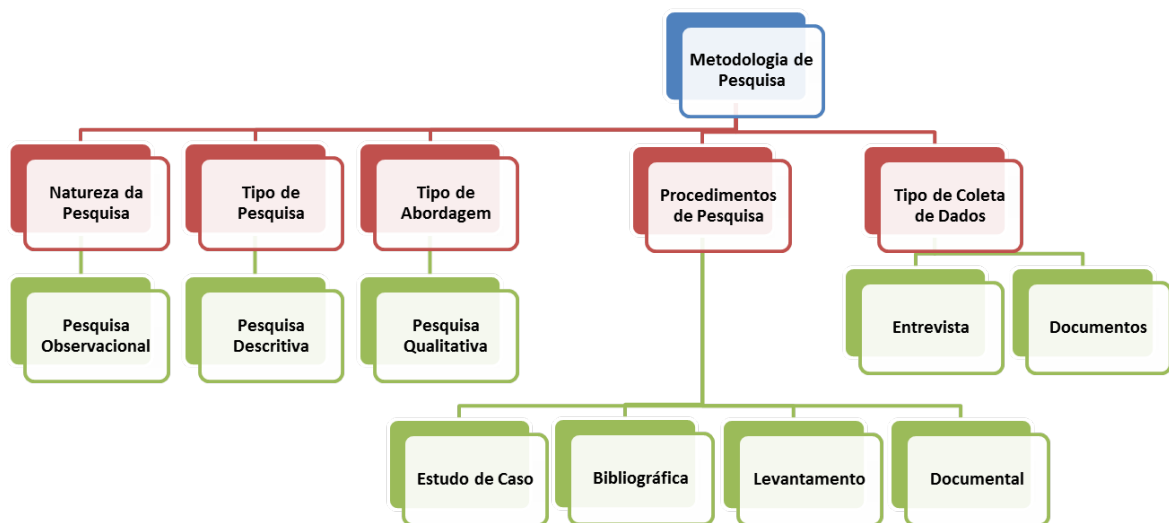 Metodologia de
Pesquisa
Natureza da
Pesquisa
Tipo de
Pesquisa
Tipo de
Abordagem
Procedimentos
de Pesquisa
Tipo de Coleta
de Dados
Pesquisa
Observacional
Pesquisa
Descritiva
Pesquisa
Qualitativa
Entrevista
Documentos
Estudo de Caso
Bibliográfica
Levantamento
Documental